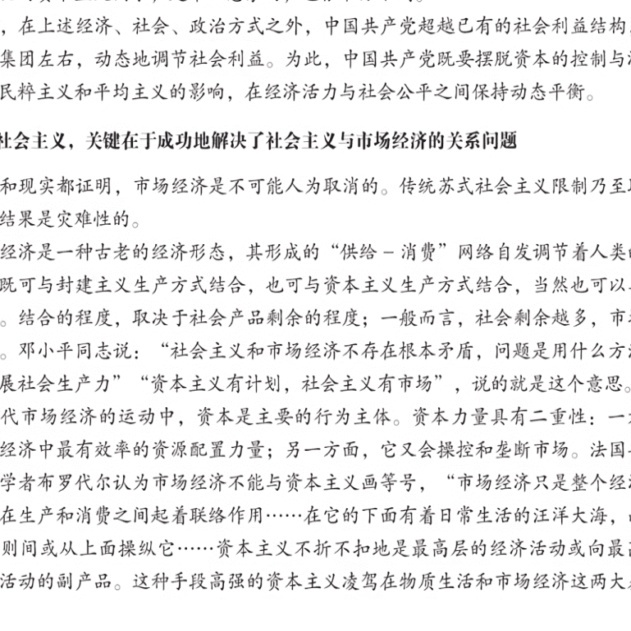 ，在上述经济、社会、政治方式之外，中国共产党超越已有的社会利益结构
集团左右，动态地调节社会利益。为此，中国共产党既要摆脱资本的控制与
民粹主义和平均主义的影响，在经济活力与社会公平之间保持动态平衡。
社会主义，关键在于成功地解决了社会主义与市场经济的关系问题
和现实都证明，市场经济是不可能人为取消的。传统苏式社会主义限制乃至
结果是灾难性的。
经济是一种古老的经济形态，其形成的“供给－消费”网络自发调节着人类
既可与封建主义生产方式结合，也可与资本主义生产方式结合，当然也可以
。结合的程度，取决于社会产品剩余的程度；一般而言，社会剩余越多，市
。邓小平同志说：“社会主义和市场经济不存在根本矛盾，问题是用什么方
展社会生产力”“资本主义有计划，社会主义有市场”，说的就是这个意思。
代市场经济的运动中，资本是主要的行为主体。资本力量具有二重性：一
经济中最有效率的资源配置力量；另一方面，它又会操控和垄断市场。法国
学者布罗代尔认为市场经济不能与资本主义画等号，“市场经济只是整个经
在生产和消费之间起着联络作用……在它的下面有着日常生活的汪洋大海，
则间或从上面操纵它……资本主义不折不扣地是最高层的经济活动或向最
活动的副产品。这种手段高强的资本主义凌驾在物质生活和市场经济这两大